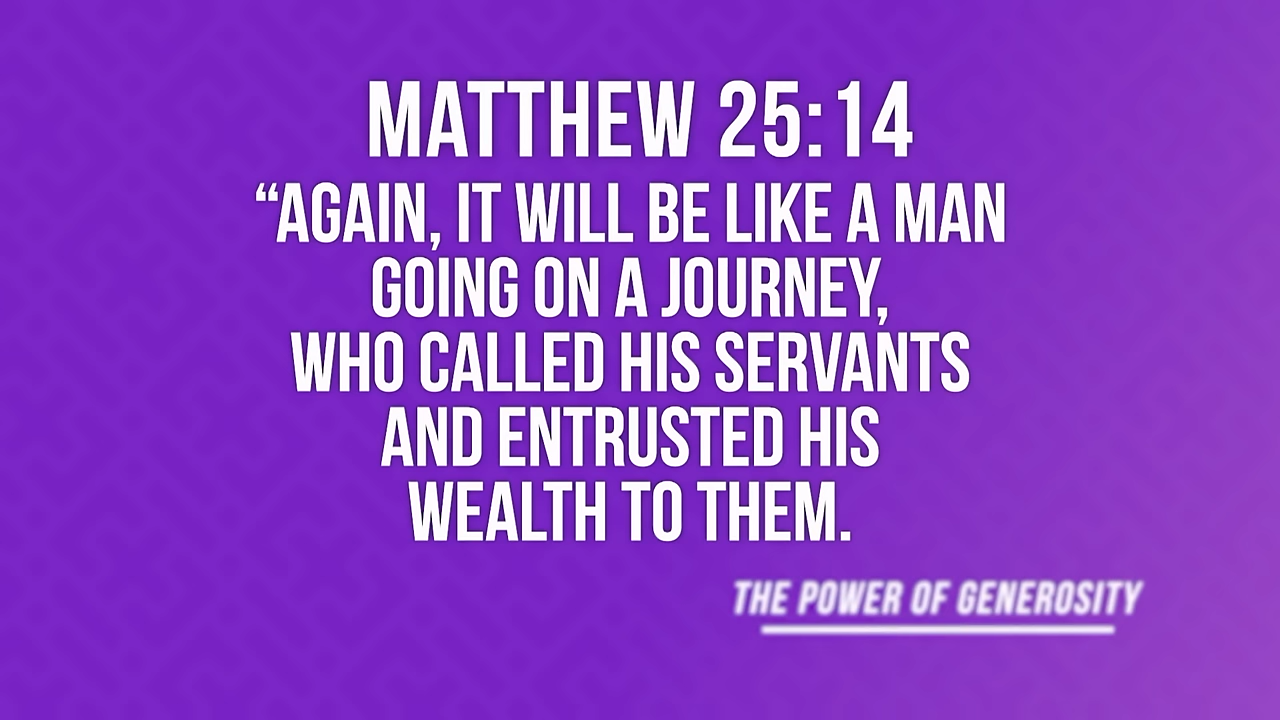 MATTHEW 25:14
“AGAIN, IT WILL BE LIKE A MAN
GOING ON A JOURNEY,
WHO CALLED HIS SERVANTS
AND ENTRUSTED HIS
WEALTH TO THEM.
THE POWER OF GENEROSITY